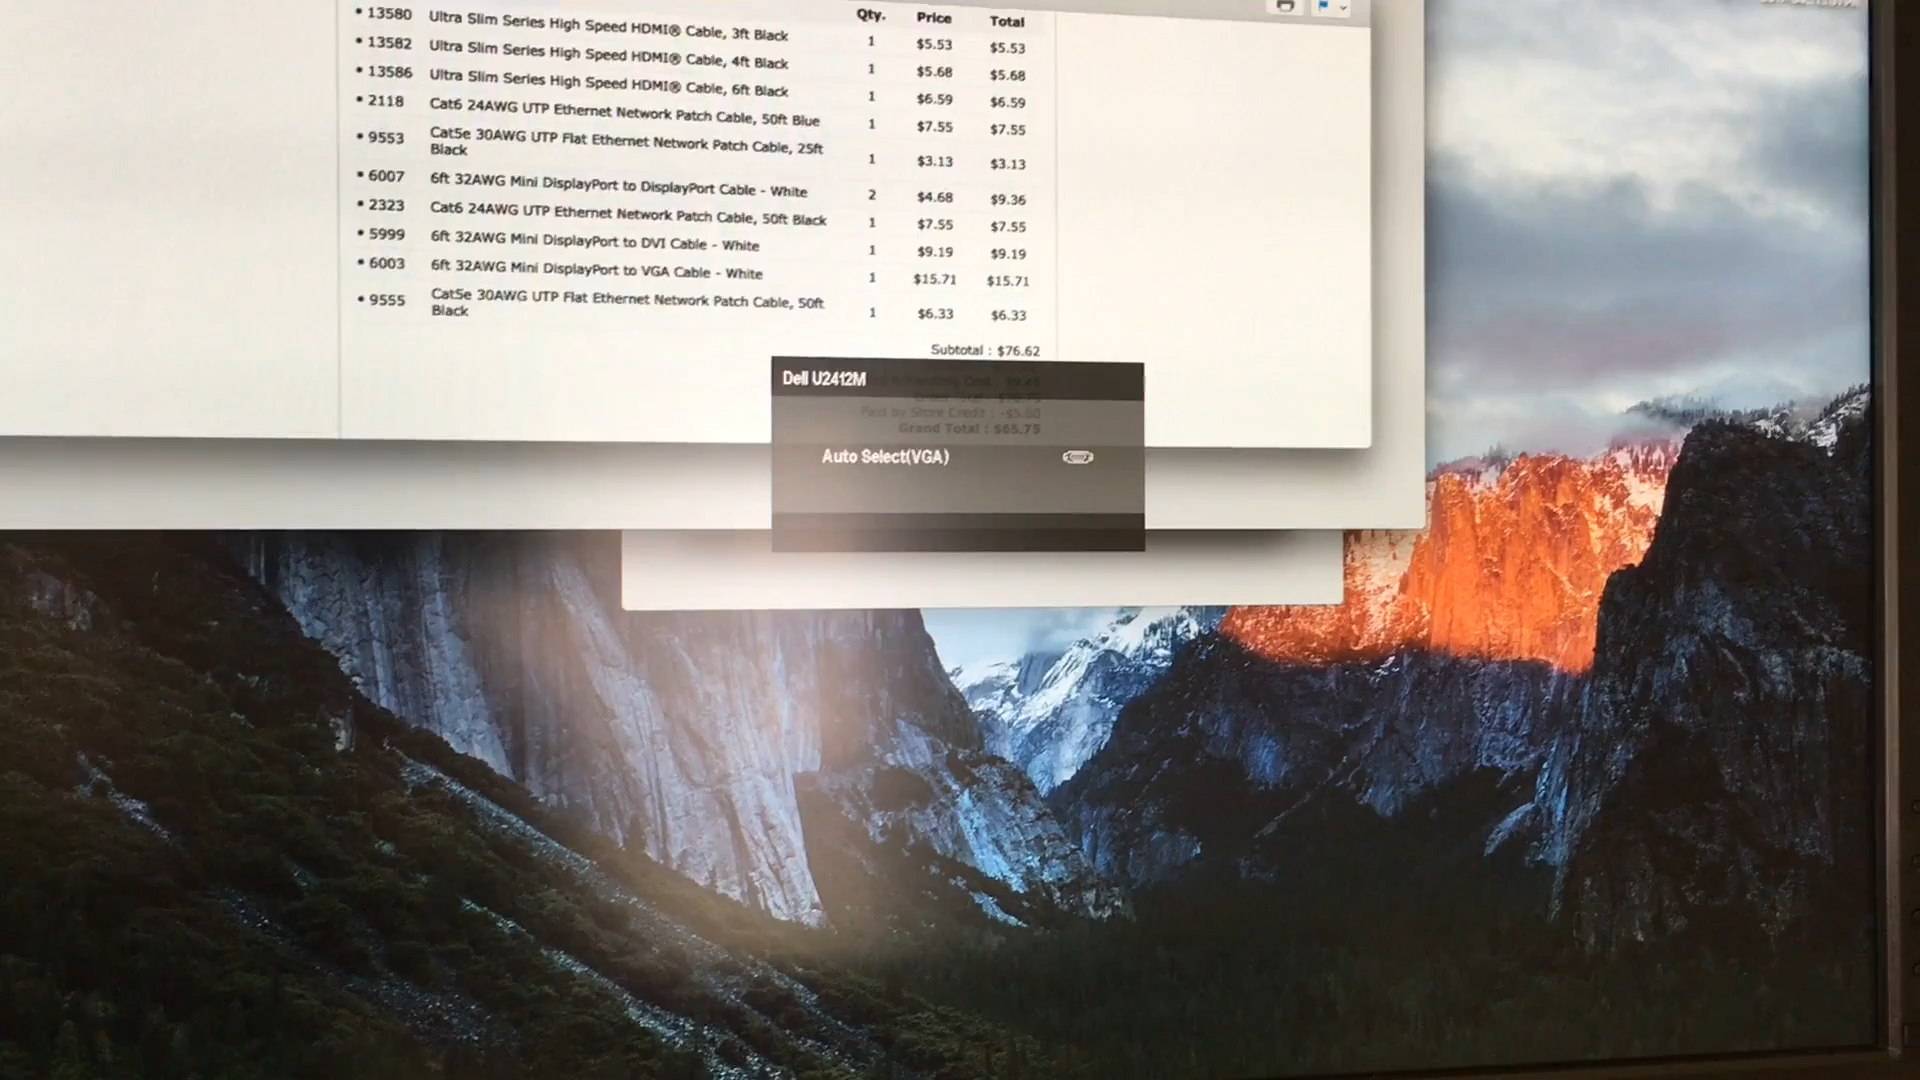 Qty. Price Total
• 13580 Ultra Slim Series High Speed HDMI® Cable, 3ft Black 1 $5.53 $5.53
• 13582 Ultra Slim Series High Speed HDMI® Cable, 4ft Black 1 $5.68 $5.68
• 13586 Ultra Slim Series High Speed HDMI® Cable, 6ft Black 1 $6.59 $6.59
• 2118 Cat6 24AWG UTP Ethernet Network Patch Cable, 50ft Blue 1 $7.55 $7.55
• 9553 Cat5e 30AWG UTP Flat Ethernet Network Patch Cable, 25ft
Black 1 $3.13 $3.13
• 6007 6ft 32AWG Mini DisplayPort to DisplayPort Cable - White 2 $4.68 $9.36
• 2323 Cat6 24AWG UTP Ethernet Network Patch Cable, 50ft Black 1 $7.55 $7.55
• 5999 6ft 32AWG Mini DisplayPort to DVI Cable - White 1 $9.19 $9.19
• 6003 6ft 32AWG Mini DisplayPort to VGA Cable - White 1 $15.71 $15.71
• 9555 Cat5e 30AWG UTP Flat Ethernet Network Patch Cable, 50ft
Black 1 $6.33 $6.33
Subtotal : $76.62
Dell U2412M
Paid by Store Credit : -$5.00
Grand Total : $65.75
Auto Select(VGA)